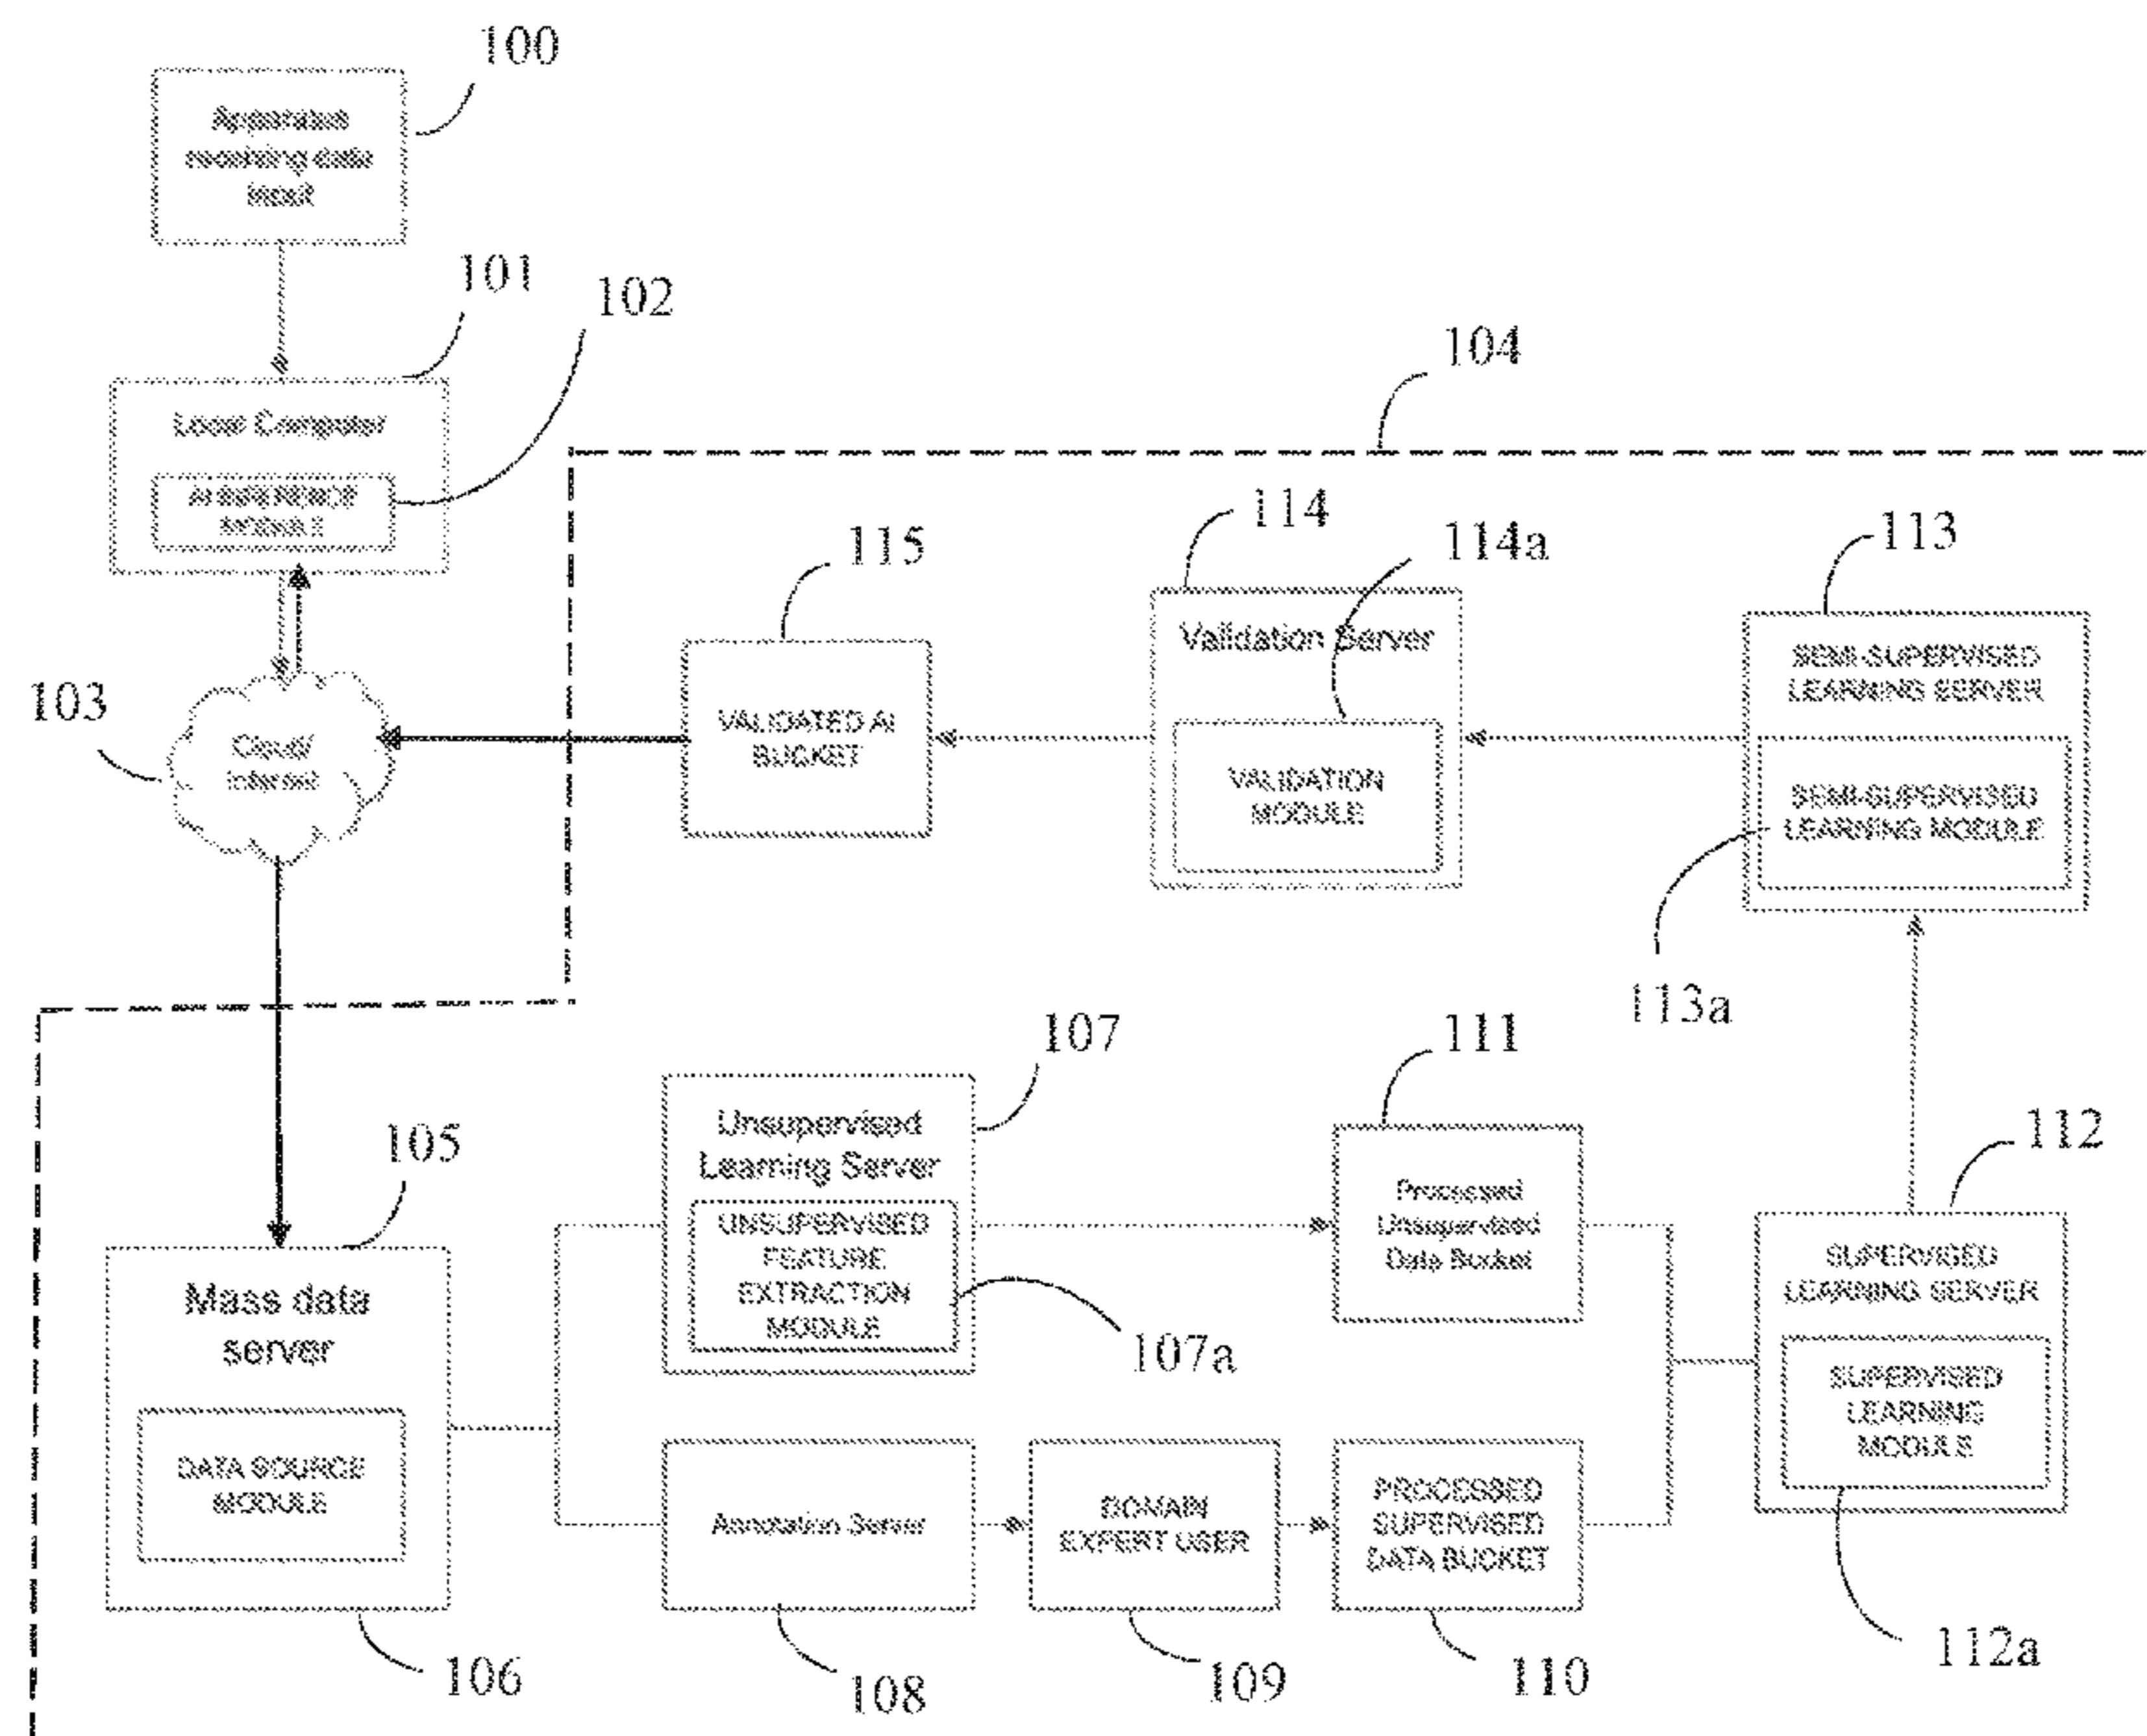 100
Apparatus
receiving data
input
101
102
Local Computer
AI INFERENCE
MODULE
104
103
Cloud/
Internet
115
VALIDATED AI
BUCKET
114
114a
Validation Server
VALIDATION
MODULE
113
SEMI-SUPERVISED
LEARNING SERVER
SEMI-SUPERVISED
LEARNING MODULE
113a
105
Mass data
server
DATA SOURCE
MODULE
106
107
Unsupervised
Learning Server
UNSUPERVISED
FEATURE
EXTRACTION
MODULE
107a
111
Processed
Unsupervised
Data Bucket
112
SUPERVISED
LEARNING SERVER
SUPERVISED
LEARNING
MODULE
112a
Annotation Server
108
DOMAIN
EXPERT USER
109
PROCESSED
SUPERVISED
DATA BUCKET
110